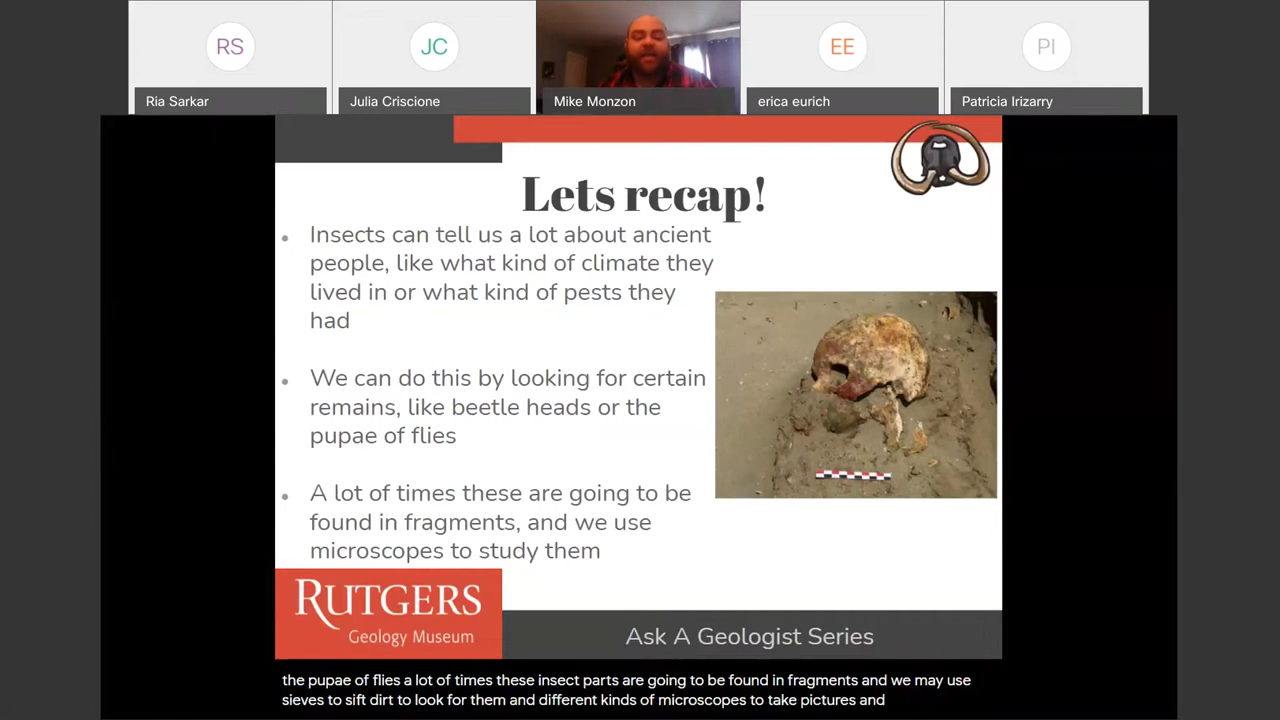 RS
JC
EE
PI
Ria Sarkar
Julia Criscione
Mike Monzon
erica eurich
Patricia Irizarry
Lets recap!
Insects can tell us a lot about ancient
people, like what kind of climate they
lived in or what kind of pests they
had
We can do this by looking for certain
remains, like beetle heads or the
pupae of flies
A lot of times these are going to be
found in fragments, and we use
microscopes to study them
RUTGERS
Geology Museum
Ask A Geologist Series
the pupae of flies a lot of times these insect parts are going to be found in fragments and we may use
sieves to sift dirt to look for them and different kinds of microscopes to take pictures and